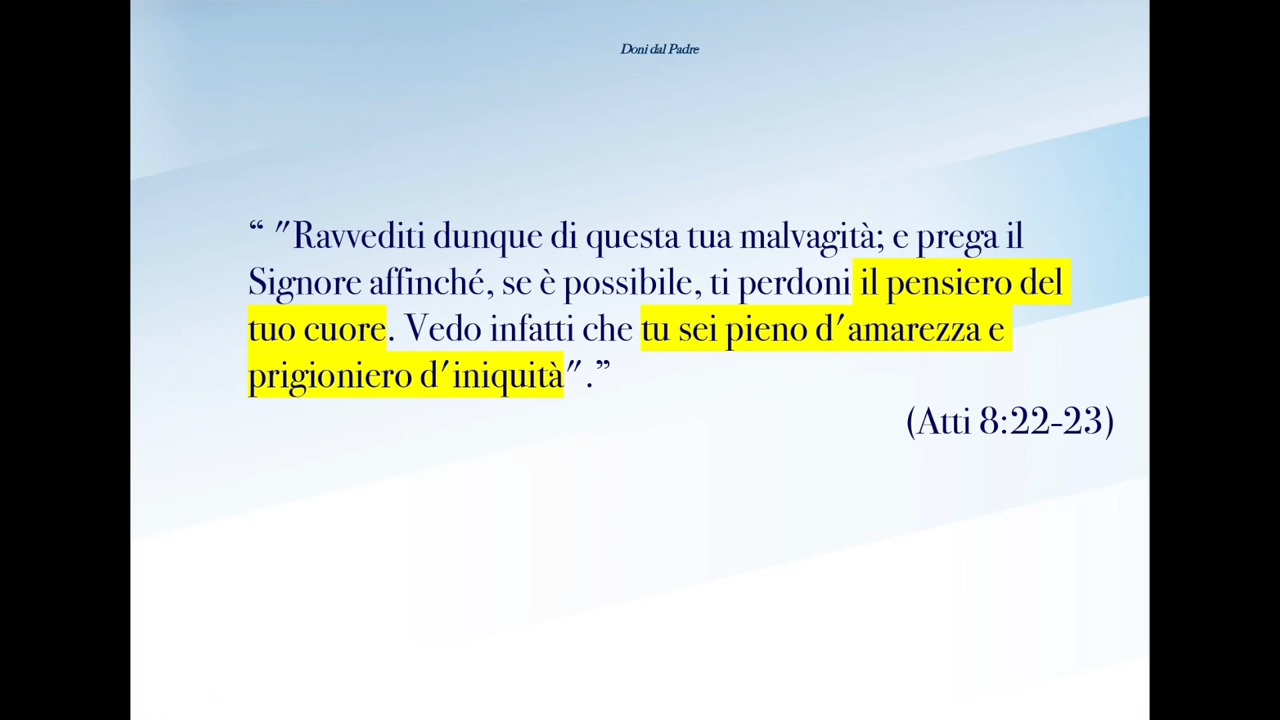 Doni dal Padre
“ "Ravvediti dunque di questa tua malvagità; e prega il
Signore affinché, se è possibile, ti perdoni il pensiero del
tuo cuore. Vedo infatti che tu sei pieno d'amarezza e
prigioniero d'iniquità".”
(Atti 8:22-23)